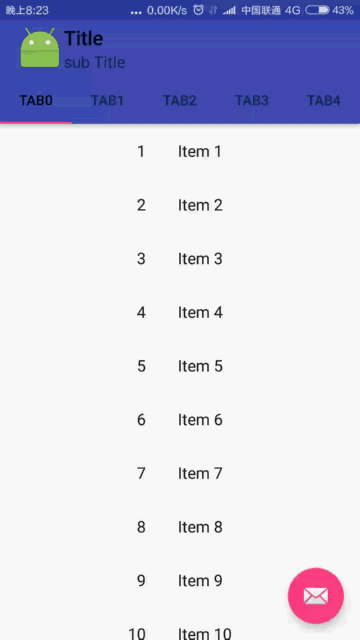 晚上8:23 ... 0.00K/s 中国联通 4G 43%
Title
sub Title
TAB0 TAB1 TAB2 TAB3 TAB4
1 Item 1
2 Item 2
3 Item 3
4 Item 4
5 Item 5
6 Item 6
7 Item 7
8 Item 8
9 Item 9
10 Item 10